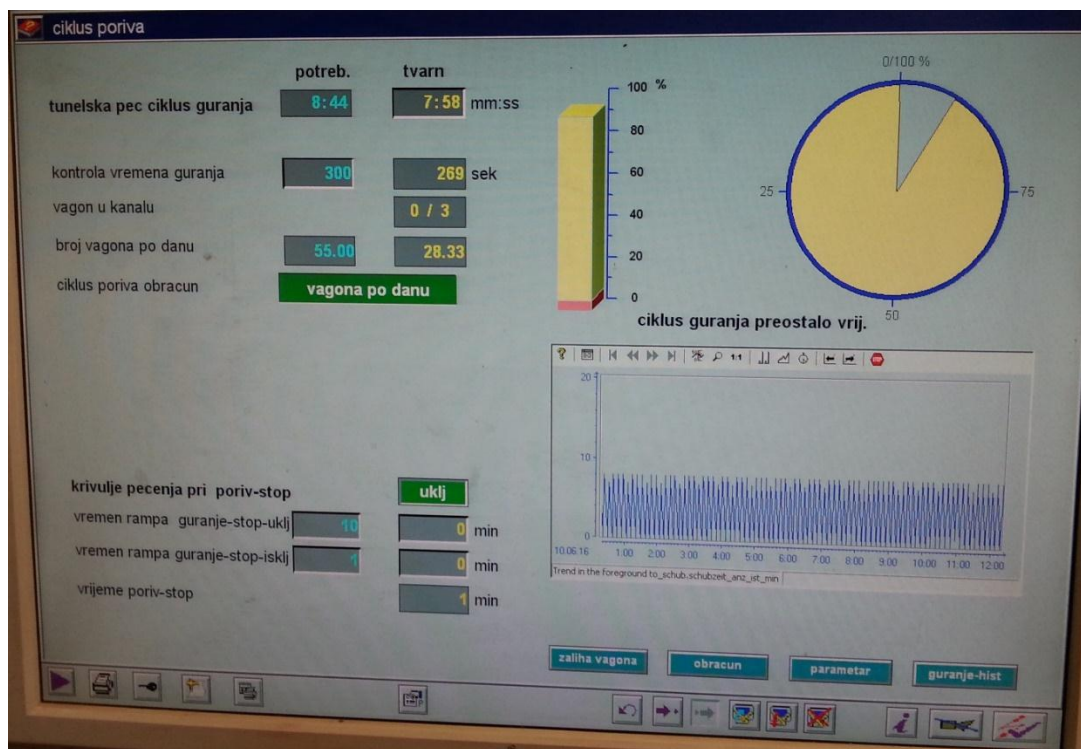 ciklus poriva
potreb. tvarn
tunelska pec ciklus guranja 8:44 7:58 mm:ss
kontrola vremena guranja 300 269 sek
vagon u kanalu 0 / 3
broj vagona po danu 55.00 28.33
ciklus poriva obracun vagona po danu
100 %
80
60
40
20
0
0/100 %
25
75
50
ciklus guranja preostalo vrij.
1:1
STOP
20
10
0
10.06.16 1:00 2:00 3:00 4:00 5:00 6:00 7:00 8:00 9:00 10:00 11:00 12:00
Trend in the foreground to_schub.schubzeit_anz_ist_min
krivulje pecenja pri poriv-stop uklj
vremen rampa guranje-stop-uklj 10 0 min
vremen rampa guranje-stop-isklj 1 0 min
vrijeme poriv-stop 1 min
zaliha vagona obracun parametar guranje-hist